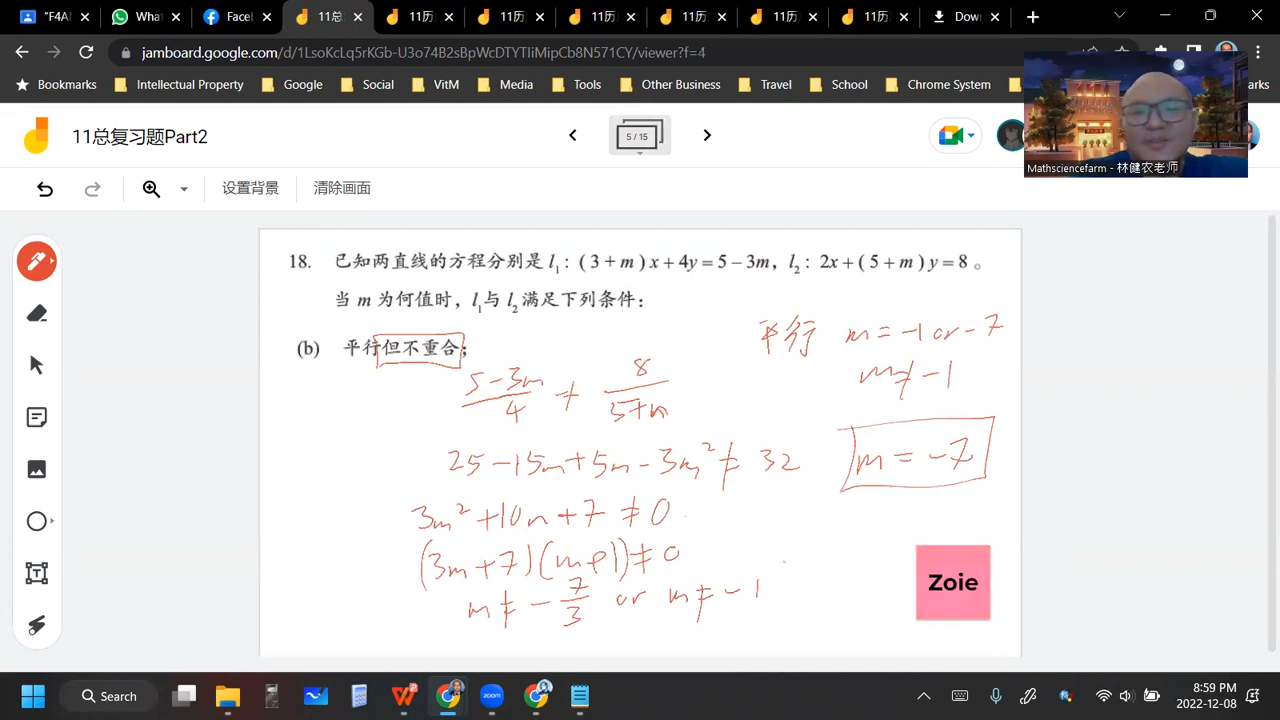 "F4A
What
Facel
11总
11历
11历
11历
11历
11历
11历
Dow
jamboard.google.com/d/1LsoKcLq5rKGb-U3o74B2sBpWcDTYTIiMipCb8N571CY/viewer?f=4
Bookmarks
Intellectual Property
Google
Social
VitM
Media
Tools
Other Business
Travel
School
Chrome System
11总复习题Part2
5 / 15
Mathsciencefarm - 林健农老师
设置背景
清除画面
18. 已知两直线的方程分别是 l₁ : ( 3 + m ) x + 4y = 5 – 3m, l₂ : 2x + ( 5 + m ) y = 8 。
当 m 为何值时, l₁与 l₂ 满足下列条件:
(b) 平行但不重合;
平行 m = -1 or -7
m ≠ -1
m = -7
(5-3m)/4 ≠ 8/(5+m)
25 -15m + 5m - 3m² ≠ 32
3m² + 10m + 7 ≠ 0
(3m+7)(m+1) ≠ 0
m ≠ -7/3 or m ≠ -1
Zoie
Search
8:59 PM
2022-12-08